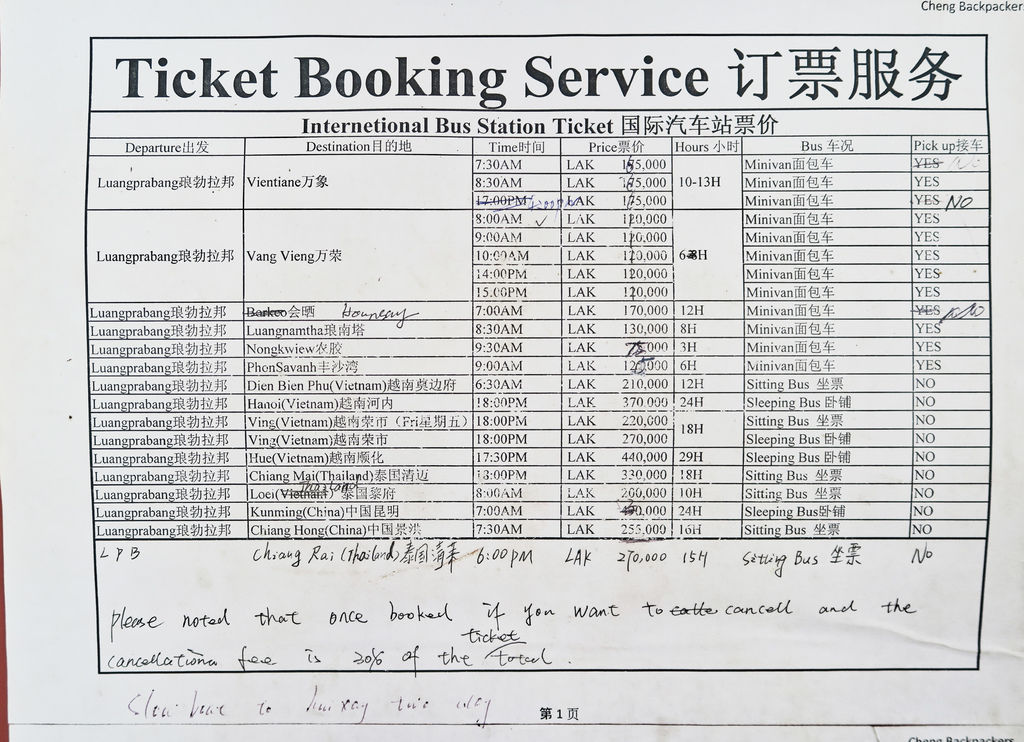 Cheng Backpackers
Ticket Booking Service 订票服务
Internetional Bus Station Ticket 国际汽车站票价
Departure出发 Destination目的地 Time时间 Price票价 Hours 小时 Bus 车况 Pick up接车
Luangprabang琅勃拉邦 Vientiane万象 7:30AM LAK 10-13H Minivan面包车 YES No
8:30AM LAK Minivan面包车 YES
17:00PM LAK Minivan面包车 YES NO
Luangprabang琅勃拉邦 Vang Vieng万荣 8:00AM LAK 120,000 Minivan面包车 YES
9:00AM LAK 120,000 Minivan面包车 YES
10:00AM LAK 120,000 Minivan面包车 YES
14:00PM LAK 120,000 Minivan面包车 YES
15:00PM LAK 120,000 Minivan面包车 YES
Luangprabang琅勃拉邦 Barkeo会晒 7:00AM LAK 170,000 12H Minivan面包车 YES NO
Luangprabang琅勃拉邦 Luangnamtha琅南塔 8:30AM LAK 130,000 8H Minivan面包车 YES
Luangprabang琅勃拉邦 Nongkwiew农胶 9:30AM LAK 3H Minivan面包车 YES
Luangprabang琅勃拉邦 PhonSavanh丰沙湾 9:00AM LAK 6H Minivan面包车 YES
Luangprabang琅勃拉邦 Dien Bien Phu(Vietnam)越南奠边府 6:30AM LAK 210,000 12H Sitting Bus 坐票 NO
Luangprabang琅勃拉邦 Hanoi(Vietnam)越南河内 18:00PM LAK 370,000 24H Sleeping Bus 卧铺 NO
Luangprabang琅勃拉邦 Ving(Vietnam)越南荣市（Fri星期五） 18:00PM LAK 220,000 18H Sitting Bus 坐票 NO
Luangprabang琅勃拉邦 Ving(Vietnam)越南荣市 18:00PM LAK 270,000 Sleeping Bus 卧铺 NO
Luangprabang琅勃拉邦 Hue(Vietnam)越南顺化 17:30PM LAK 440,000 29H Sleeping Bus 卧铺 NO
Luangprabang琅勃拉邦 Chiang Mai(Thailand)泰国清迈 18:00PM LAK 330,000 18H Sitting Bus 坐票 NO
Luangprabang琅勃拉邦 Loei(Vietnam) Thailand 泰国黎府 8:00AM LAK 260,000 10H Sitting Bus 坐票 NO
Luangprabang琅勃拉邦 Kunming(China)中国昆明 7:00AM LAK 24H Sleeping Bus卧铺 NO
Luangprabang琅勃拉邦 Chiang Hong(China)中国景洪 7:30AM LAK 255,000 16H Sitting Bus 坐票 NO
LPB Chiang Rai (Thailand)泰国清莱 6:00PM LAK 270,000 15H Sitting Bus 坐票 No
please noted that once booked if you want to cancell and the
ticket
cancellationa fee is 20% of the Toted.
to huixay
第 1 页
Cheng Backpackers